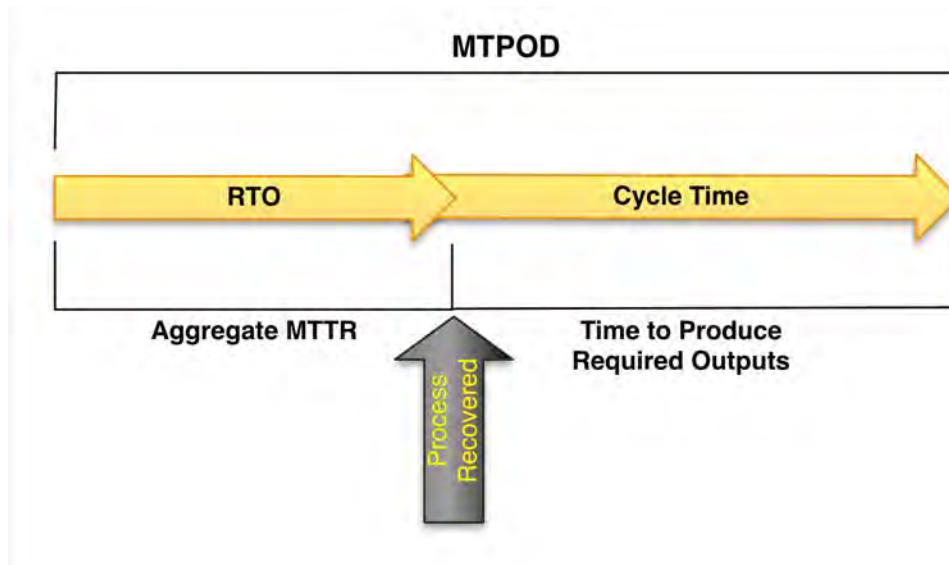 MTPOD
RTO
Cycle Time
Aggregate MTTR
Time to Produce
Required Outputs
Process
Recovered